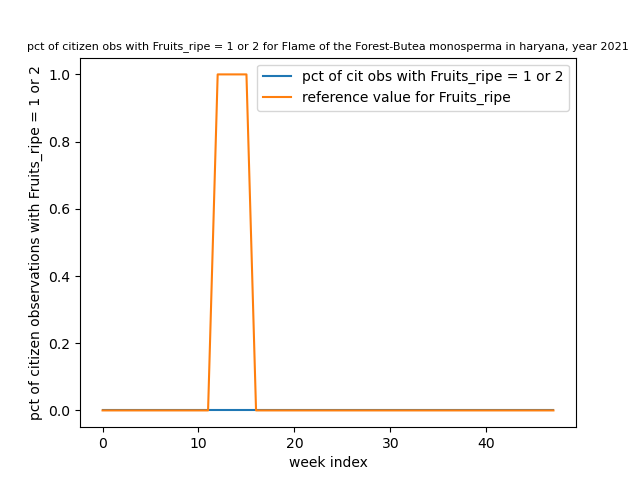 pct of citizen obs with Fruits_ripe = 1 or 2 for Flame of the Forest-Butea monosperma in haryana, year 2021
pct of cit obs with Fruits_ripe = 1 or 2
reference value for Fruits_ripe
pct of citizen observations with Fruits_ripe = 1 or 2
1.0
0.8
0.6
0.4
0.2
0.0
0 10 20 30 40
week index